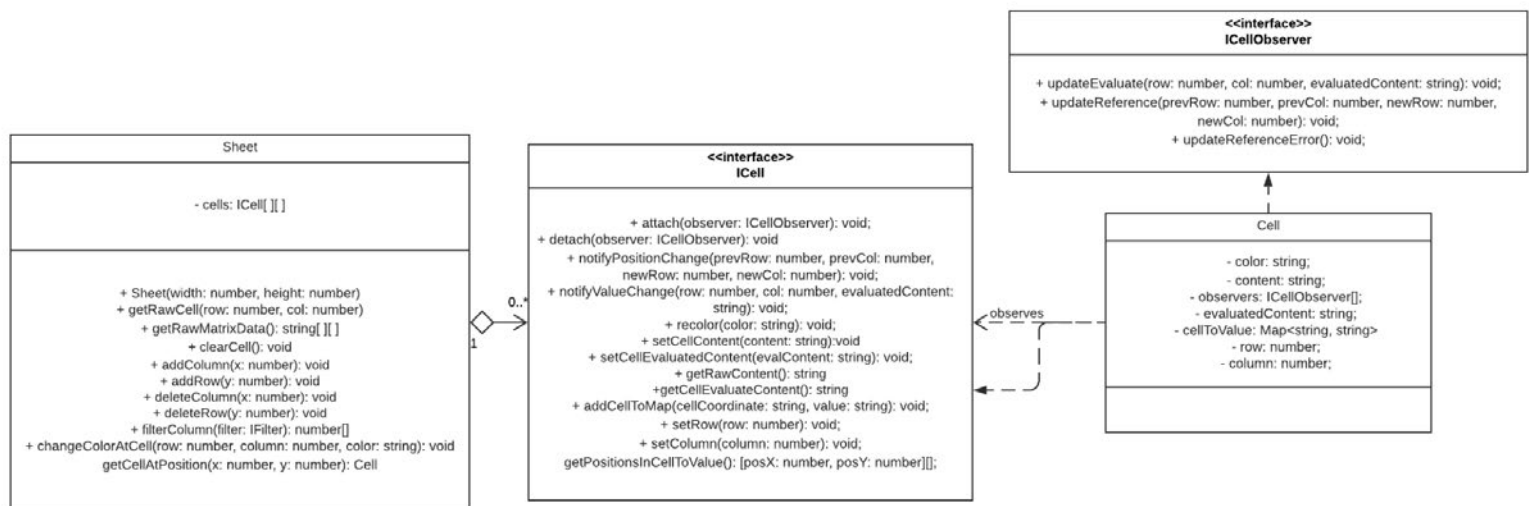 Sheet
- cells: ICell[ ][ ]
+ Sheet(width: number, height: number)
+ getRawCell(row: number, col: number)
+ getRawMatrixData(): string[ ][ ]
+ clearCell(): void
+ addColumn(x: number): void
+ addRow(y: number): void
+ deleteColumn(x: number): void
+ deleteRow(y: number): void
+ filterColumn(filter: IFilter): number[]
+ changeColorAtCell(row: number, column: number, color: string): void
getCellAtPosition(x: number, y: number): Cell
1
0..*
<<interface>>
ICell
+ attach(observer: ICellObserver): void;
+ detach(observer: ICellObserver): void
+ notifyPositionChange(prevRow: number, prevCol: number,
newRow: number, newCol: number): void;
+ notifyValueChange(row: number, col: number, evaluatedContent:
string): void;
+ recolor(color: string): void;
+ setCellContent(content: string):void
+ setCellEvaluatedContent(evalContent: string): void;
+ getRawContent(): string
+getCellEvaluateContent(): string
+ addCellToMap(cellCoordinate: string, value: string): void;
+ setRow(row: number): void;
+ setColumn(column: number): void;
getPositionsInCellToValue(): [posX: number, posY: number][];
observes
<<interface>>
ICellObserver
+ updateEvaluate(row: number, col: number, evaluatedContent: string): void;
+ updateReference(prevRow: number, prevCol: number, newRow: number,
newCol: number): void;
+ updateReferenceError(): void;
Cell
- color: string;
- content: string;
- observers: ICellObserver[];
- evaluatedContent: string;
- cellToValue: Map<string, string>
- row: number;
- column: number;